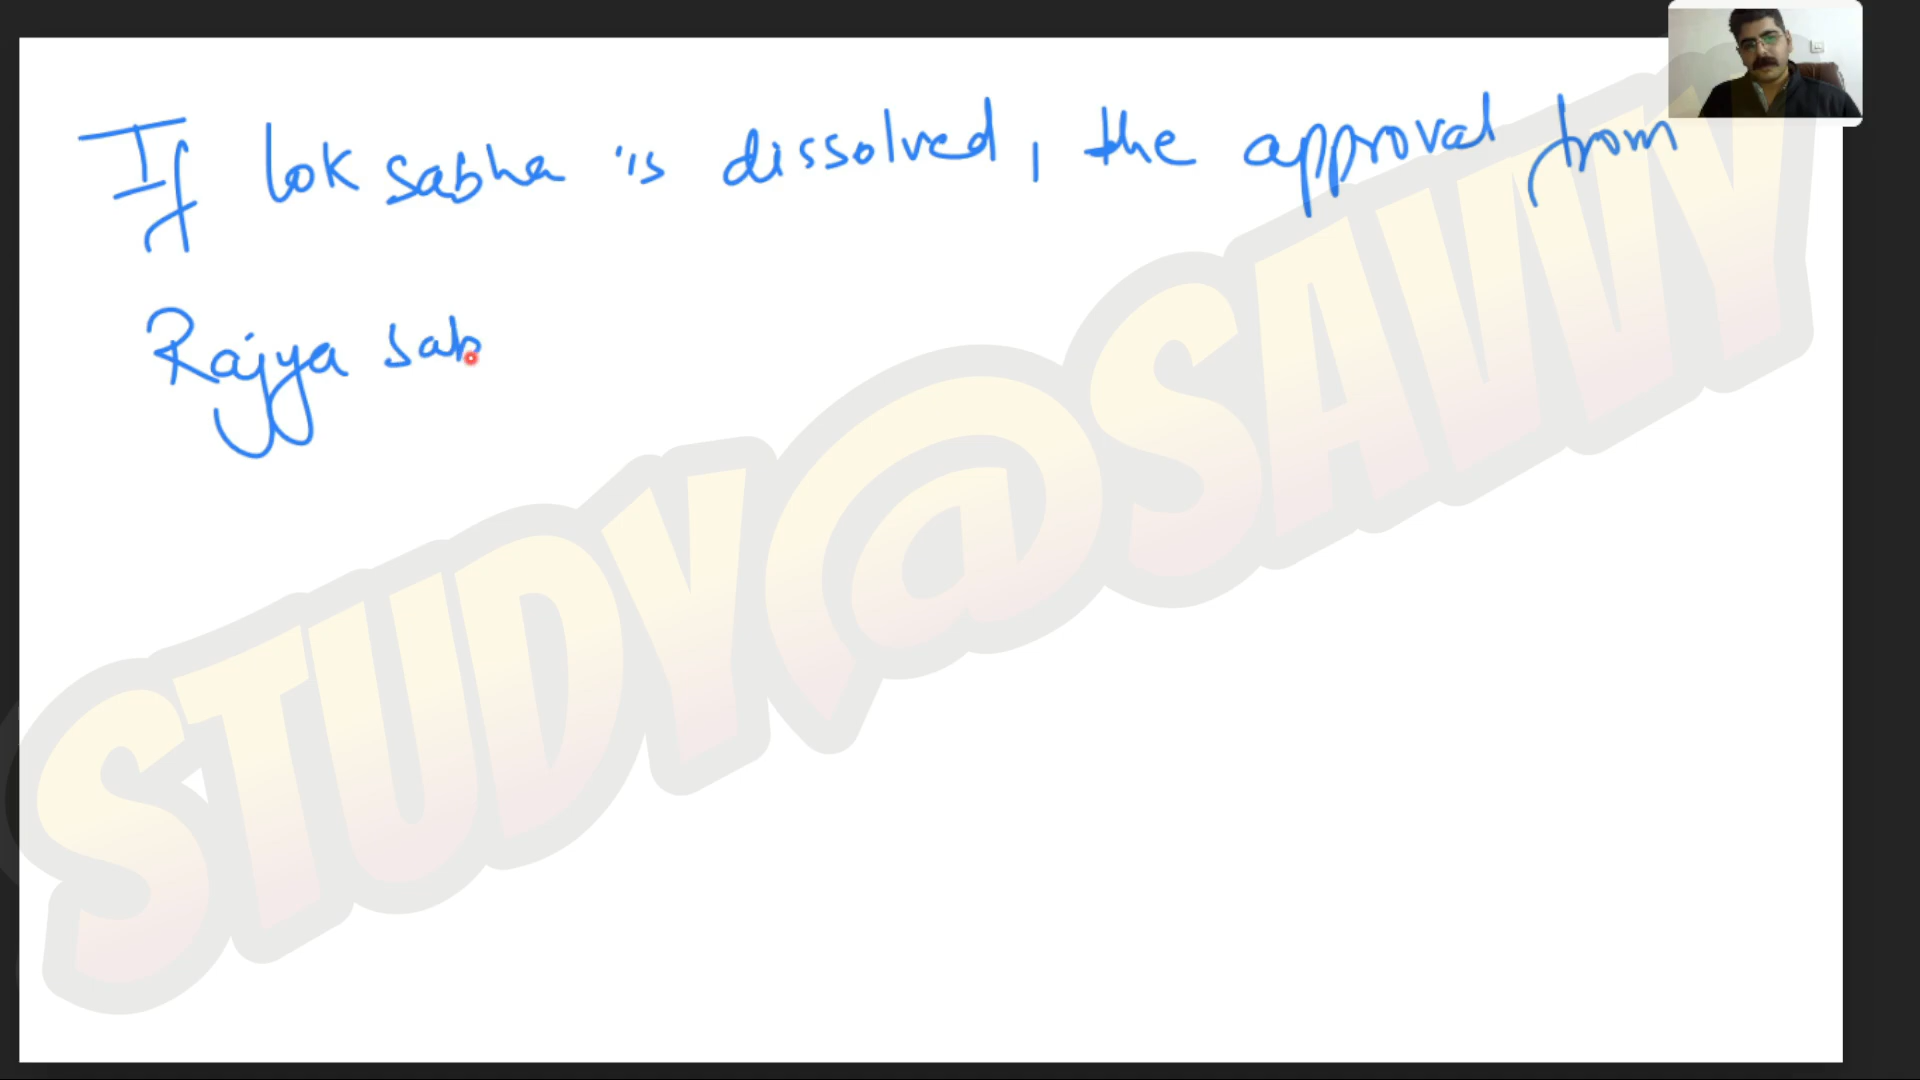 If lok sabha is dissolved, the approval from
Rajya sab
STUDY@SAVVY